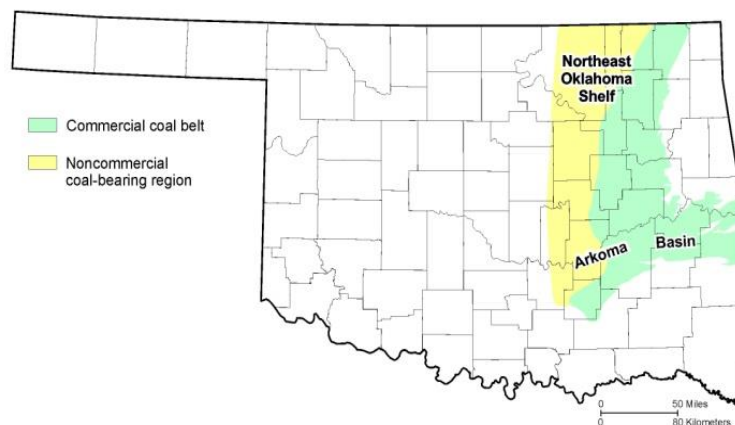 Northeast
Oklahoma
Shelf
Commercial coal belt
Noncommercial
coal-bearing region
Arkoma Basin
0 50 Miles
0 80 Kilometers